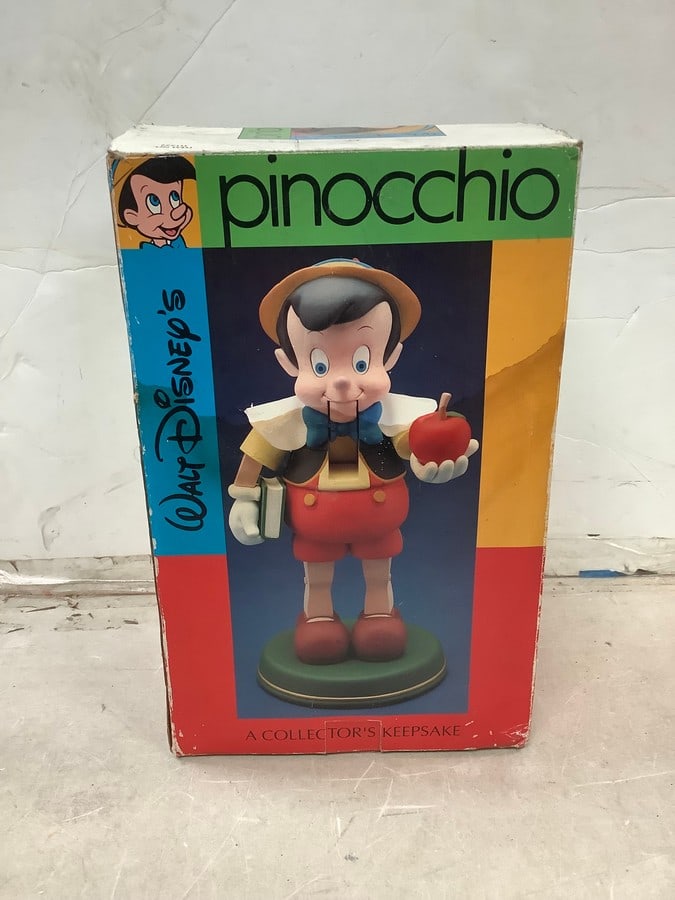 pinocchio
WALT DISNEY'S
A COLLECTOR'S KEEPSAKE